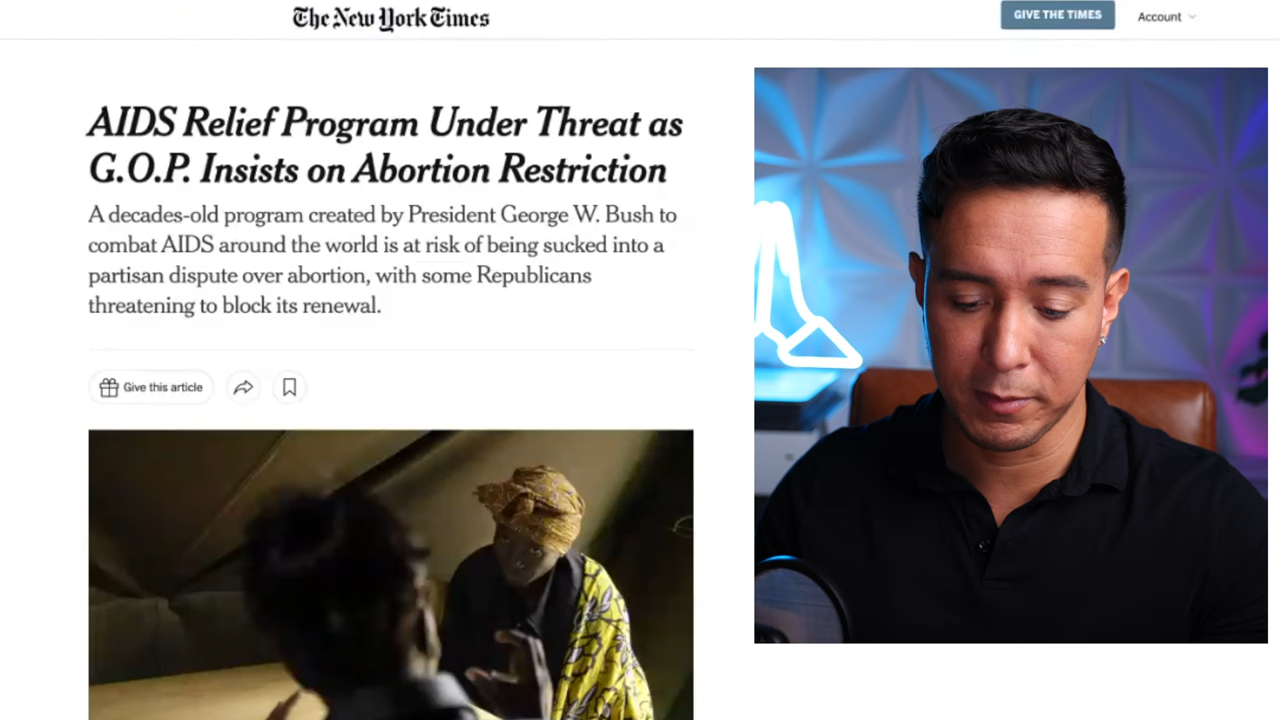 The New York Times
GIVE THE TIMES
Account
AIDS Relief Program Under Threat as
G.O.P. Insists on Abortion Restriction
A decades-old program created by President George W. Bush to
combat AIDS around the world is at risk of being sucked into a
partisan dispute over abortion, with some Republicans
threatening to block its renewal.
Give this article